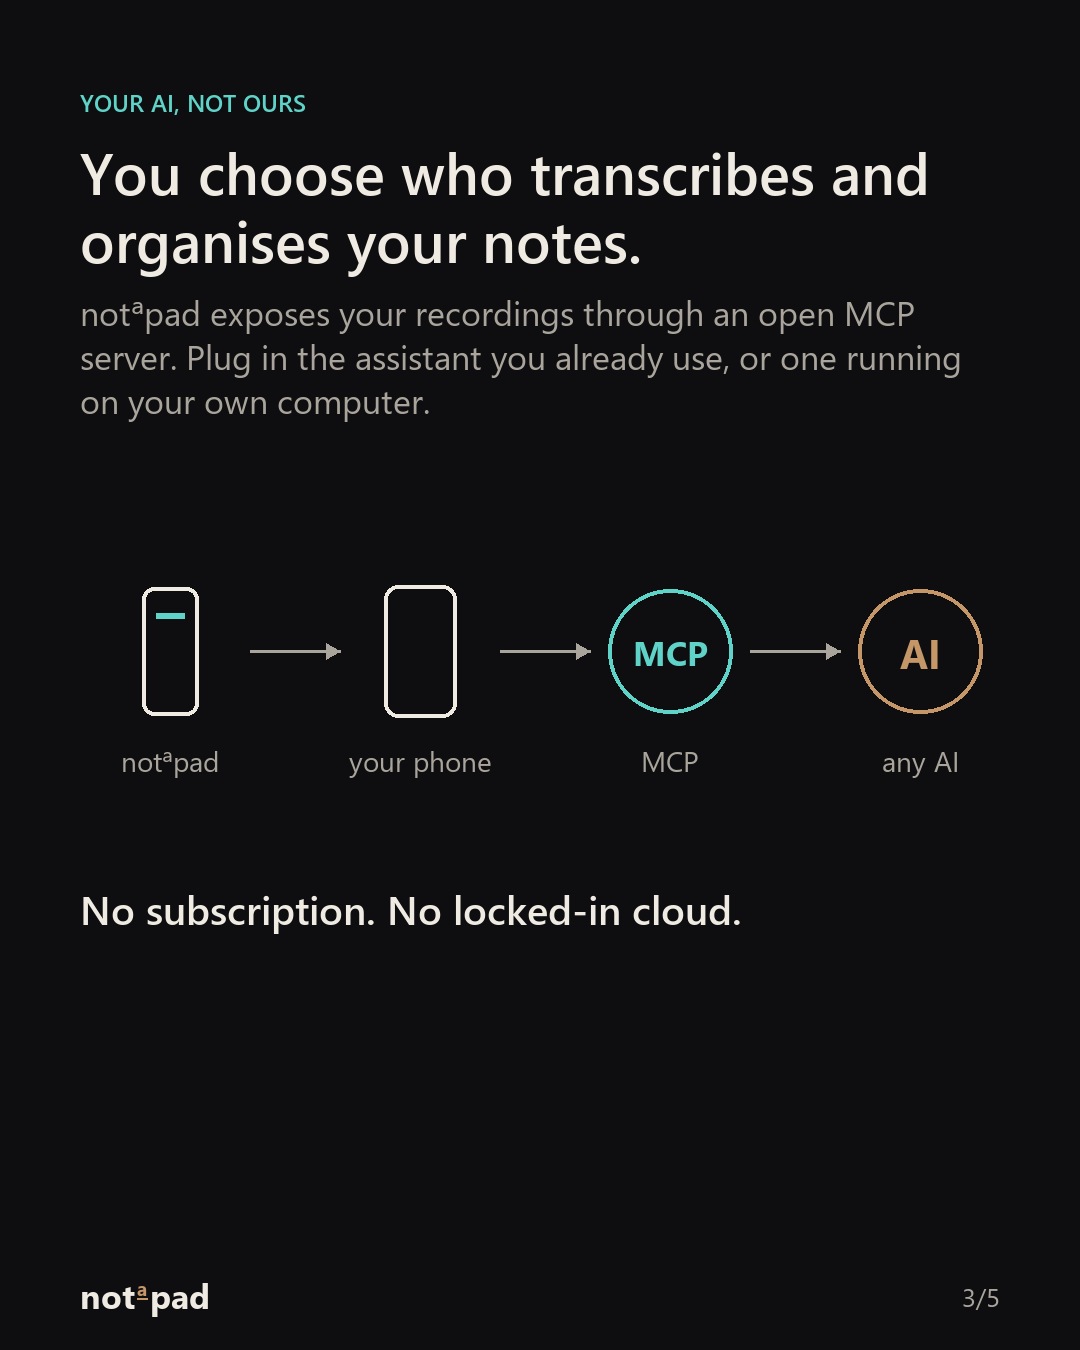 YOUR AI, NOT OURS
You choose who transcribes and
organises your notes.
notªpad exposes your recordings through an open MCP
server. Plug in the assistant you already use, or one running
on your own computer.
MCP
AI
notªpad
your phone
MCP
any AI
No subscription. No locked-in cloud.
notªpad
3/5